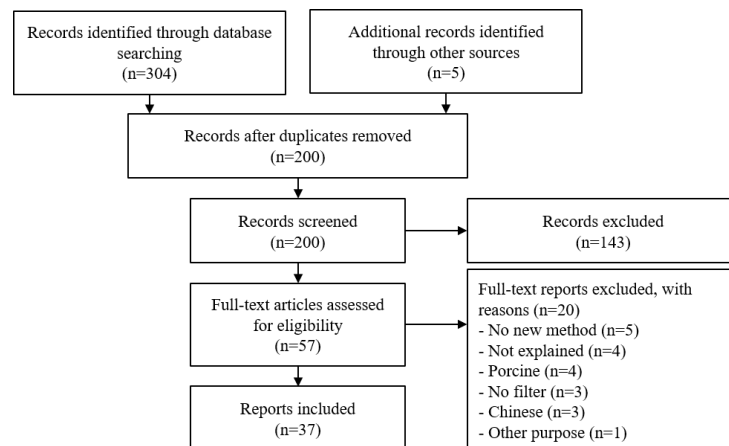 Records identified through database
searching
(n=304)
Additional records identified
through other sources
(n=5)
Records after duplicates removed
(n=200)
Records screened
(n=200)
Records excluded
(n=143)
Full-text articles assessed
for eligibility
(n=57)
Full-text reports excluded, with
reasons (n=20)
- No new method (n=5)
- Not explained (n=4)
- Porcine (n=4)
- No filter (n=3)
- Chinese (n=3)
- Other purpose (n=1)
Reports included
(n=37)